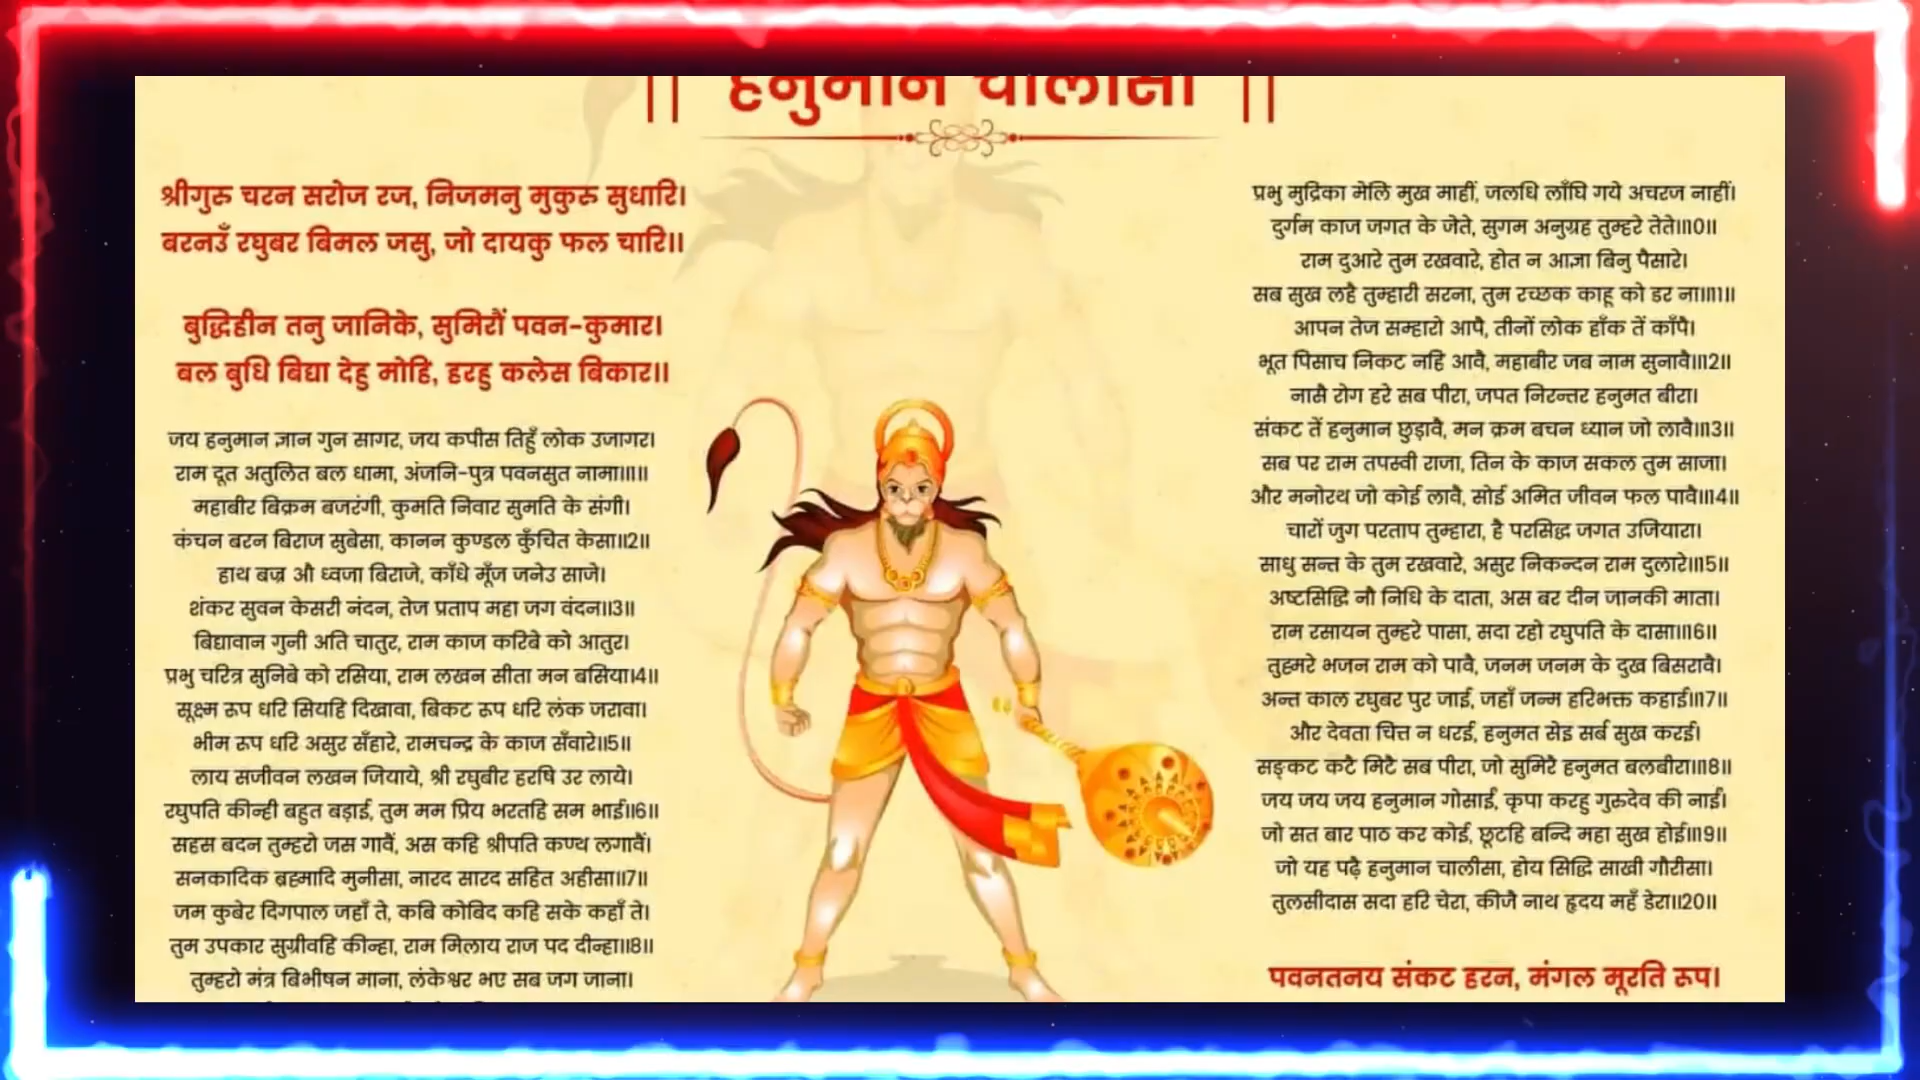 || हनुमान चालीसा ||
श्रीगुरु चरन सरोज रज, निजमनु मुकुरु सुधारि।
बरनउँ रघुबर बिमल जसु, जो दायकु फल चारि॥
बुद्धिहीन तनु जानिके, सुमिरौं पवन-कुमार।
बल बुधि बिद्या देहु मोहि, हरहु कलेस बिकार॥
जय हनुमान ज्ञान गुन सागर, जय कपीस तिहुँ लोक उजागर।
राम दूत अतुलित बल धामा, अंजनि-पुत्र पवनसुत नामा॥1॥
महाबीर बिक्रम बजरंगी, कुमति निवार सुमति के संगी।
कंचन बरन बिराज सुबेसा, कानन कुण्डल कुँचित केसा॥2॥
हाथ बज्र औ ध्वजा बिराजे, काँधे मूँज जनेउ साजे।
शंकर सुवन केसरी नंदन, तेज प्रताप महा जग वंदन॥3॥
बिद्यावान गुनी अति चातुर, राम काज करिबे को आतुर।
प्रभु चरित्र सुनिबे को रसिया, राम लखन सीता मन बसिया।4॥
सूक्ष्म रूप धरि सियहि दिखावा, बिकट रूप धरि लंक जरावा।
भीम रूप धरि असुर सँहारे, रामचन्द्र के काज सँवारे॥5॥
लाय सजीवन लखन जियाये, श्री रघुबीर हरषि उर लाये।
रघुपति कीन्ही बहुत बड़ाई, तुम मम प्रिय भरतहि सम भाई॥6॥
सहस बदन तुम्हरो जस गावैं, अस कहि श्रीपति कण्थ लगावैं।
सनकादिक ब्रह्मादि मुनीसा, नारद सारद सहित अहीसा॥7॥
जम कुबेर दिगपाल जहाँ ते, कबि कोबिद कहि सके कहाँ ते।
तुम उपकार सुग्रीवहि कीन्हा, राम मिलाय राज पद दीन्हा॥8॥
तुम्हरो मंत्र बिभीषन माना, लंकेश्वर भए सब जग जाना।
प्रभु मुद्रिका मेलि मुख माहीं, जलधि लाँघि गये अचरज नाहीं।
दुर्गम काज जगत के जेते, सुगम अनुग्रह तुम्हरे तेते॥10॥
राम दुआरे तुम रखवारे, होत न आज्ञा बिनु पैसारे।
सब सुख लहै तुम्हारी सरना, तुम रच्छक काहू को डर ना॥11॥
आपन तेज सम्हारो आपै, तीनों लोक हाँक तें काँपै।
भूत पिसाच निकट नहि आवै, महाबीर जब नाम सुनावै॥12॥
नासै रोग हरे सब पीरा, जपत निरन्तर हनुमत बीरा।
संकट तें हनुमान छुड़ावै, मन क्रम बचन ध्यान जो लावै॥13॥
सब पर राम तपस्वी राजा, तिन के काज सकल तुम साजा।
और मनोरथ जो कोई लावै, सोई अमित जीवन फल पावै॥14॥
चारों जुग परताप तुम्हारा, है परसिद्ध जगत उजियारा।
साधु सन्त के तुम रखवारे, असुर निकन्दन राम दुलारे॥15॥
अष्टसिद्धि नौ निधि के दाता, अस बर दीन जानकी माता।
राम रसायन तुम्हरे पासा, सदा रहो रघुपति के दासा॥16॥
तुह्मरे भजन राम को पावै, जनम जनम के दुख बिसरावै।
अन्त काल रघुबर पुर जाई, जहाँ जन्म हरिभक्त कहाई॥17॥
और देवता चित्त न धरई, हनुमत सेइ सर्ब सुख करई।
सङ्कट कटै मिटै सब पीरा, जो सुमिरै हनुमत बलबीरा॥18॥
जय जय जय हनुमान गोसाईं, कृपा करहु गुरुदेव की नाईं।
जो सत बार पाठ कर कोई, छूटहि बन्दि महा सुख होई॥19॥
जो यह पढ़ै हनुमान चालीसा, होय सिद्धि साखी गौरीसा।
तुलसीदास सदा हरि चेरा, कीजै नाथ हृदय महँ डेरा॥20॥
पवनतनय संकट हरन, मंगल मूरति रूप।